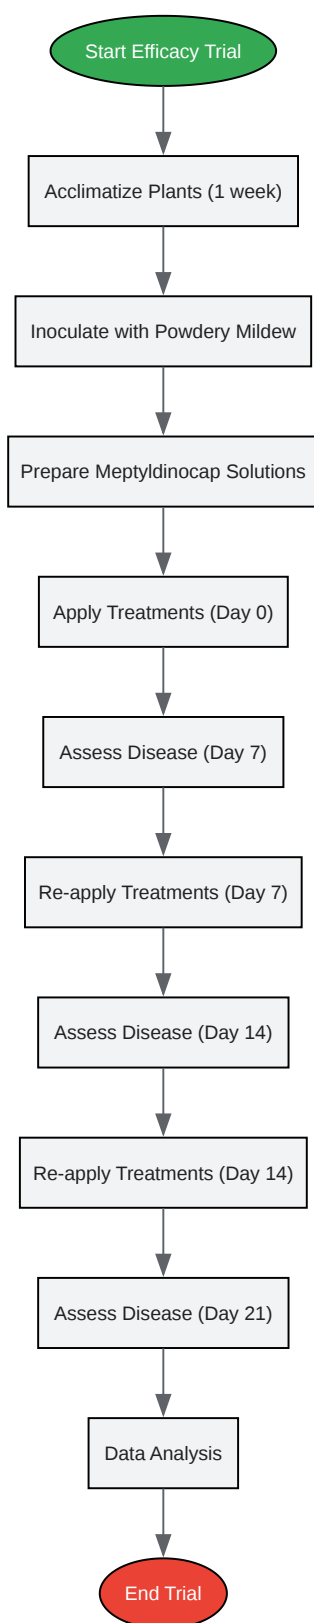 Start Efficacy Trial
Acclimatize Plants (1 week)
Inoculate with Powdery Mildew
Prepare Meptyldinocap Solutions
Apply Treatments (Day 0)
Assess Disease (Day 7)
Re-apply Treatments (Day 7)
Assess Disease (Day 14)
Re-apply Treatments (Day 14)
Assess Disease (Day 21)
Data Analysis
End Trial